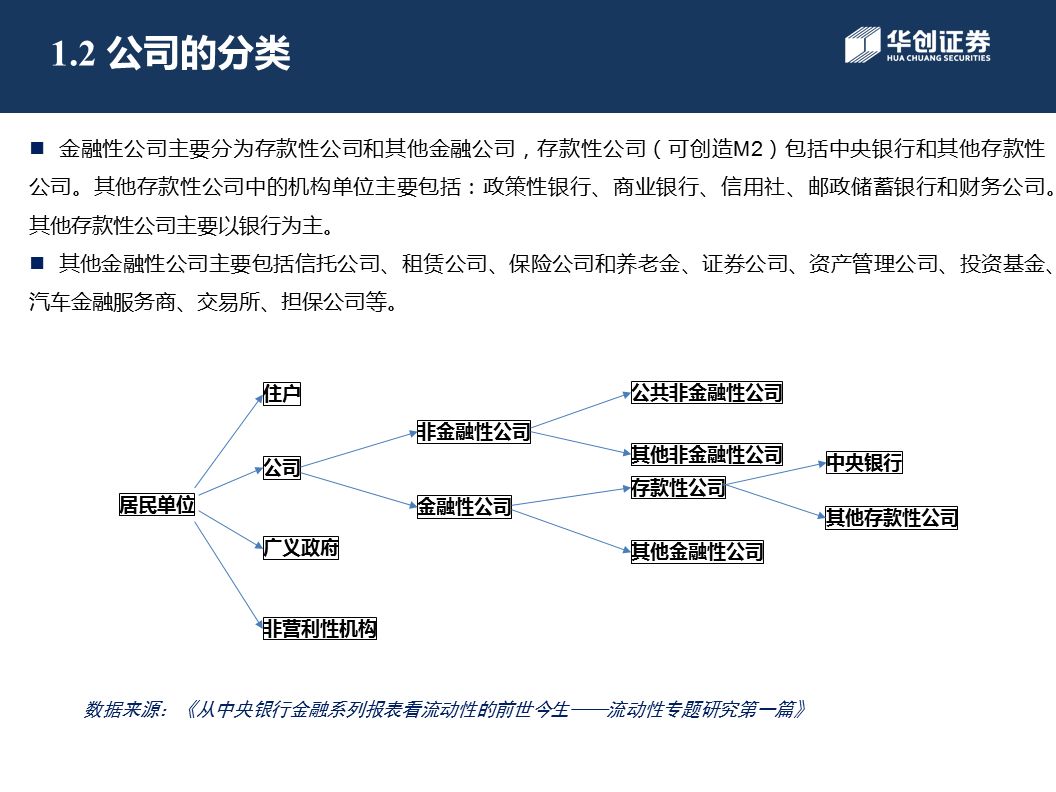 1.2 公司的分类
华创证券
HUA CHUANG SECURITIES
■ 金融性公司主要分为存款性公司和其他金融公司，存款性公司（可创造M2）包括中央银行和其他存款性
公司。其他存款性公司中的机构单位主要包括：政策性银行、商业银行、信用社、邮政储蓄银行和财务公司。
其他存款性公司主要以银行为主。
■ 其他金融性公司主要包括信托公司、租赁公司、保险公司和养老金、证券公司、资产管理公司、投资基金、
汽车金融服务商、交易所、担保公司等。
居民单位
住户
公司
广义政府
非营利性机构
非金融性公司
金融性公司
公共非金融性公司
其他非金融性公司
存款性公司
其他金融性公司
中央银行
其他存款性公司
数据来源：《从中央银行金融系列报表看流动性的前世今生——流动性专题研究第一篇》